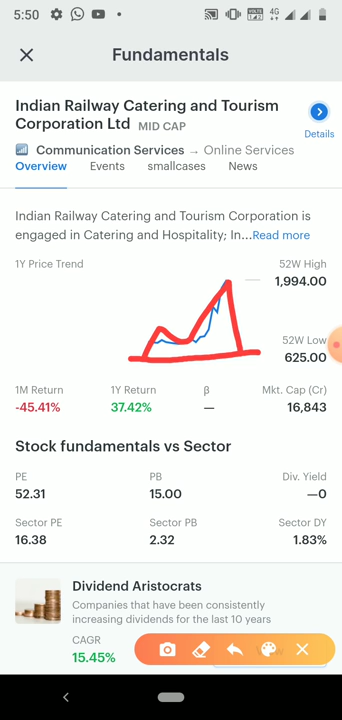 5:50
4G
Fundamentals
Indian Railway Catering and Tourism
Corporation Ltd MID CAP
Details
Communication Services → Online Services
Overview Events smallcases News
Indian Railway Catering and Tourism Corporation is
engaged in Catering and Hospitality; In...Read more
1Y Price Trend
52W High
1,994.00
52W Low
625.00
1M Return 1Y Return β Mkt. Cap (Cr)
-45.41% 37.42% — 16,843
Stock fundamentals vs Sector
PE PB Div. Yield
52.31 15.00 —0
Sector PE Sector PB Sector DY
16.38 2.32 1.83%
Dividend Aristocrats
Companies that have been consistently
increasing dividends for the last 10 years
CAGR
15.45%